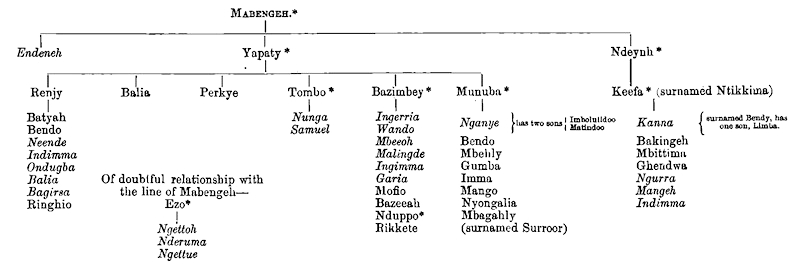 MABENGEH.*
Endeneh Yapaty * Ndeynh *
Renjy Balia Perkye Tombo * Bazimbey * Munuba * Keefa * (surnamed Ntikkima)
Batyah
Bendo
Neende
Indimma
Ondugba
Balia
Bagirsa
Ringhio
Of doubtful relationship with
the line of Mabengeh—
Ezo*
Ngettoh
Nderuma
Ngettue
Nunga
Samuel
Ingerria
Wando
Mbeeoh
Malingde
Ingimma
Garia
Mofio
Bazeeah
Nduppo*
Rikkete
Nganye } has two sons { Imbolutidoo
Matindoo
Bendo
Mbehly
Gumba
Imma
Mango
Nyongalia
Mbagahly
(surnamed Surroor)
Kanna { surnamed Bendy, has
one son, Limba.
Bakingeh
Mbittima
Ghendwa
Ngurra
Mangeh
Indimma